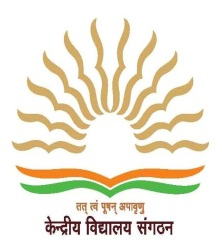 तत् त्वं पूषन् अपावृणु
केन्द्रीय विद्यालय संगठन